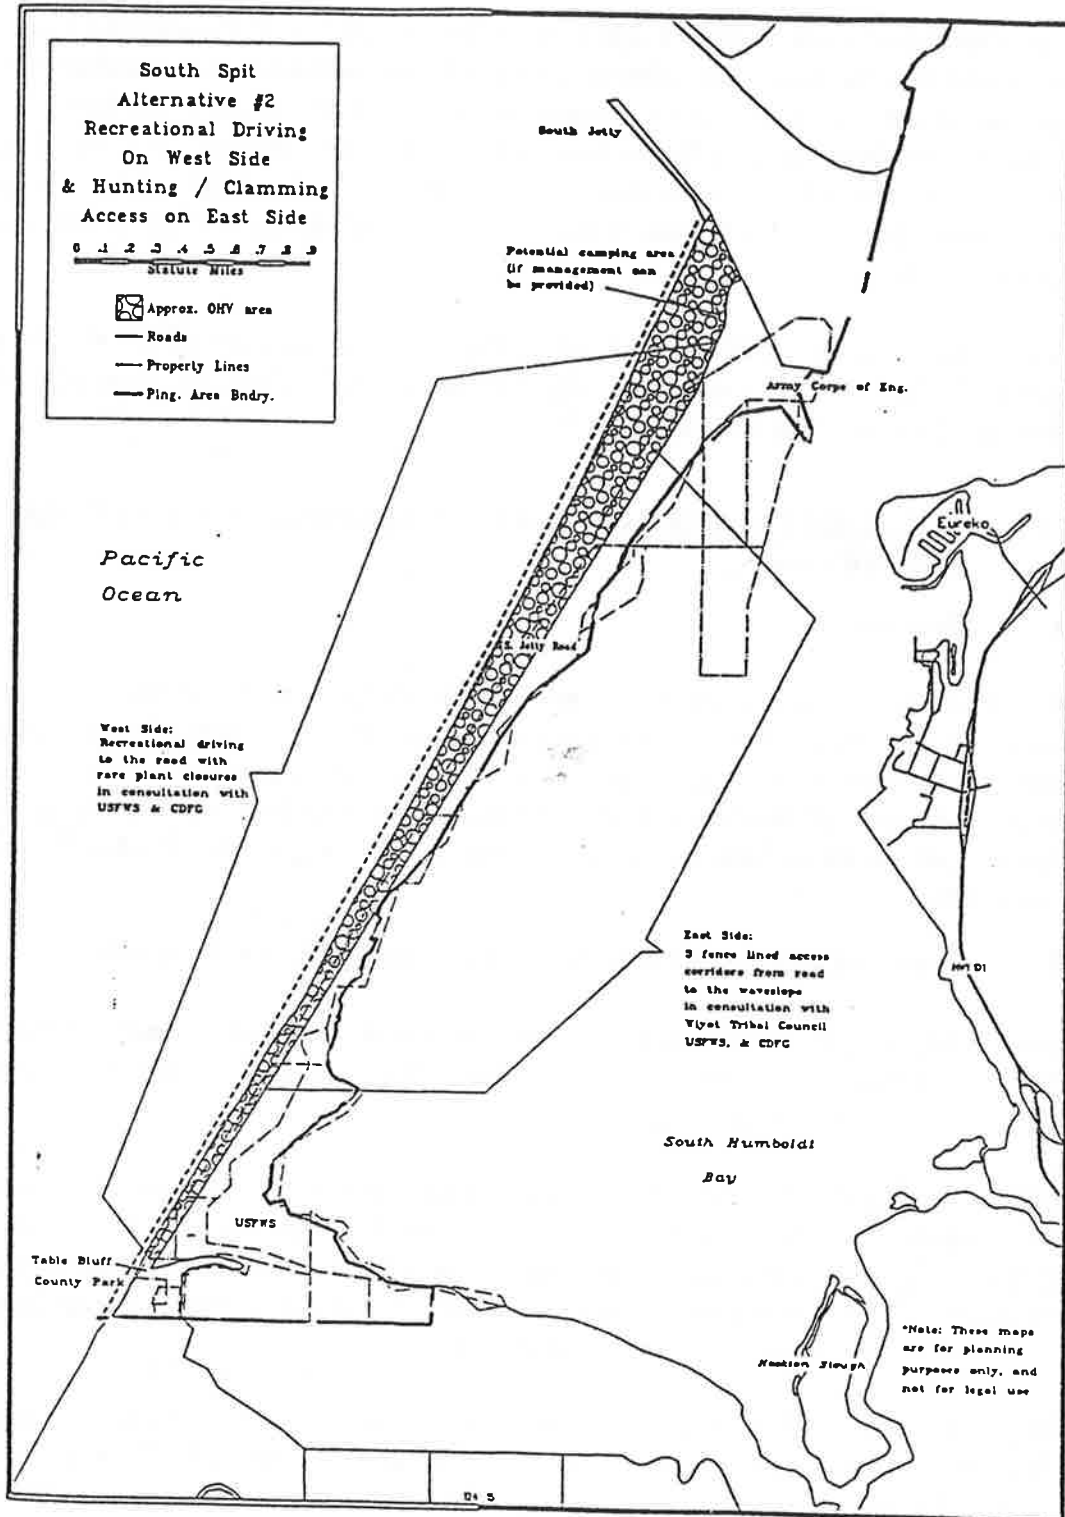 South Spit
Alternative #2
Recreational Driving
On West Side
& Hunting / Clamming
Access on East Side
0 .1 .2 .3 .4 .5 .6 .7 .8 .9
Statute Miles
Approx. OHV area
Roads
Property Lines
Plng. Area Bndry.
South Jetty
Potential camping area
(if management can
be provided)
Army Corps of Eng.
Eureka
Pacific
Ocean
S. Jetty Road
West Side:
Recreational driving
to the road with
rare plant closures
in consultation with
USFWS & CDFG
East Side:
3 fence lined access
corridors from road
to the waveslope
in consultation with
Wiyot Tribal Council
USFWS, & CDFG
South Humboldt
Bay
USFWS
Table Bluff
County Park
Slough
*Note: These maps
are for planning
purposes only, and
not for legal use